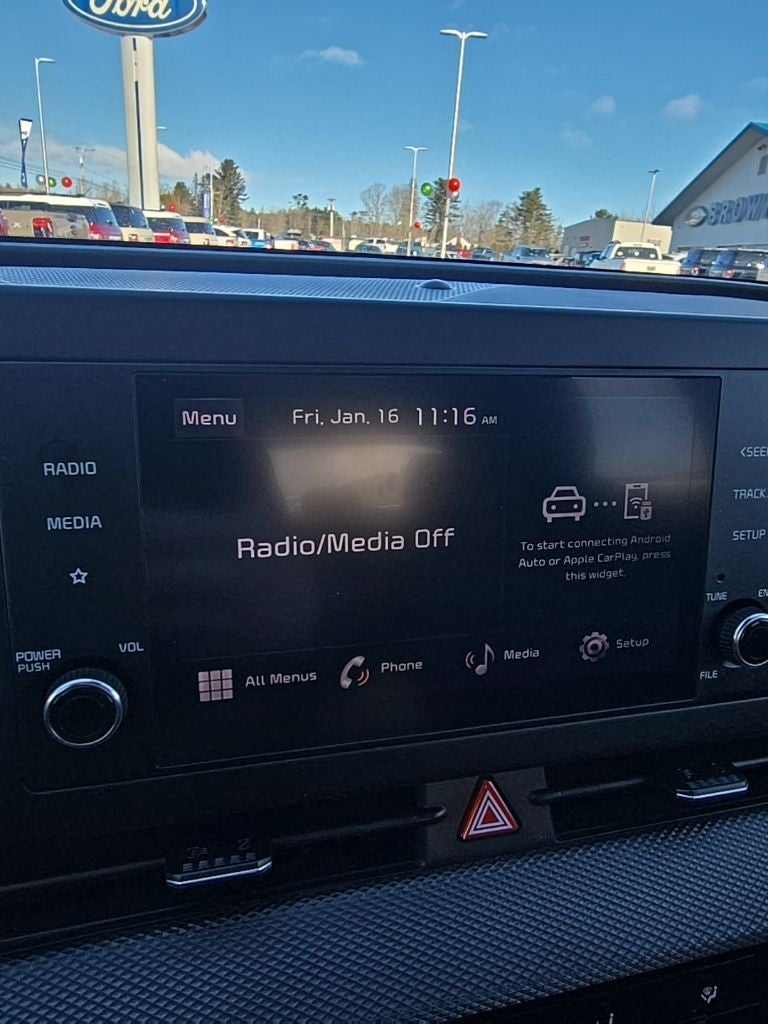 Ford
BROWN
Menu
Fri, Jan. 16 11:16 AM
RADIO
MEDIA
Radio/Media Off
To start connecting Android
Auto or Apple CarPlay, press
this widget.
<SEE
TRACK
SETUP
POWER
PUSH
VOL
TUNE
FILE
All Menus
Phone
Media
Setup